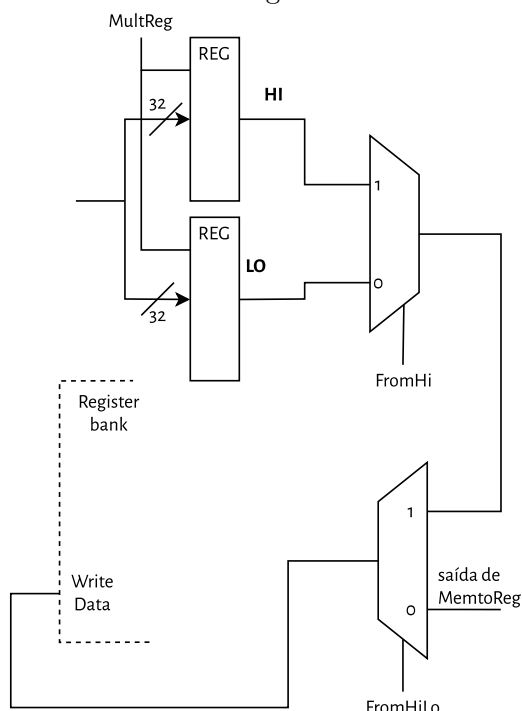 MultReg
REG
HI
32
1
REG
LO
0
32
FromHi
Register
bank
1
saída de
Write
MemtoReg
Data
0
FromHiLo